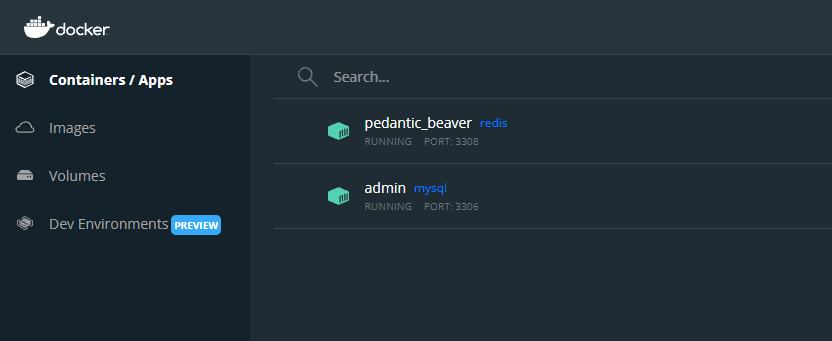 docker
Containers / Apps
Images
Volumes
Dev Environments PREVIEW
Search...
pedantic_beaver redis
RUNNING PORT: 3308
admin mysql
RUNNING PORT: 3306